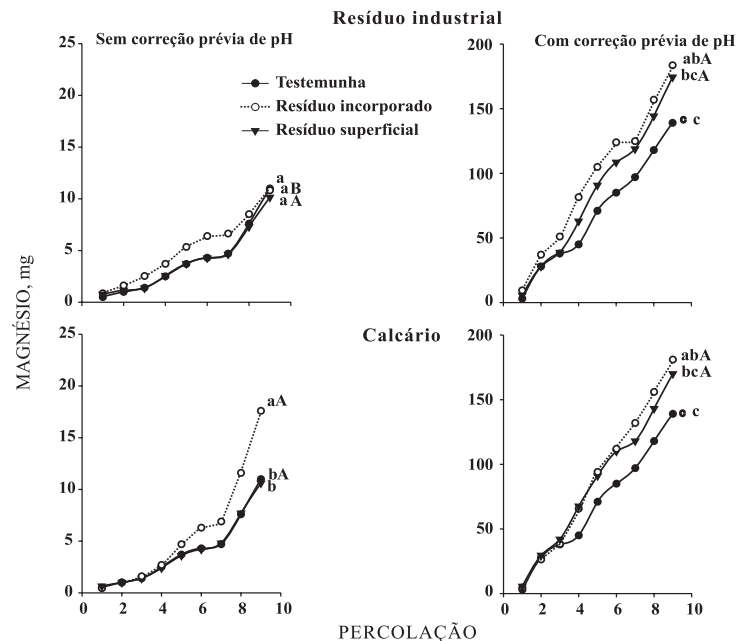 Resíduo industrial
Sem correção prévia de pH
Com correção prévia de pH
25
20
15
10
5
0
Testemunha
Resíduo incorporado
Resíduo superficial
a
aB
aA
200
150
100
50
0
abA
bcA
c
MAGNÉSIO, mg
Calcário
25
20
15
10
5
0
0 2 4 6 8 10
aA
bA
b
200
150
100
50
0
0 2 4 6 8 10
abA
bcA
c
PERCOLAÇÃO